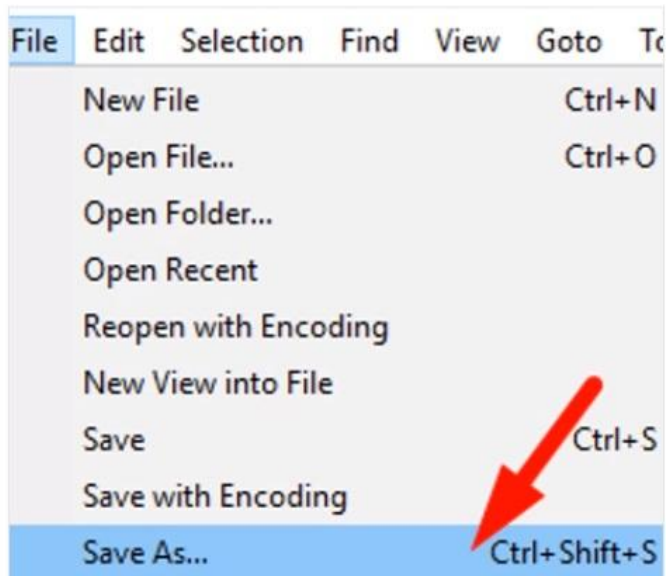 File Edit Selection Find View Goto
New File Ctrl+N
Open File... Ctrl+O
Open Folder...
Open Recent
Reopen with Encoding
New View into File
Save Ctrl+S
Save with Encoding
Save As... Ctrl+Shift+S